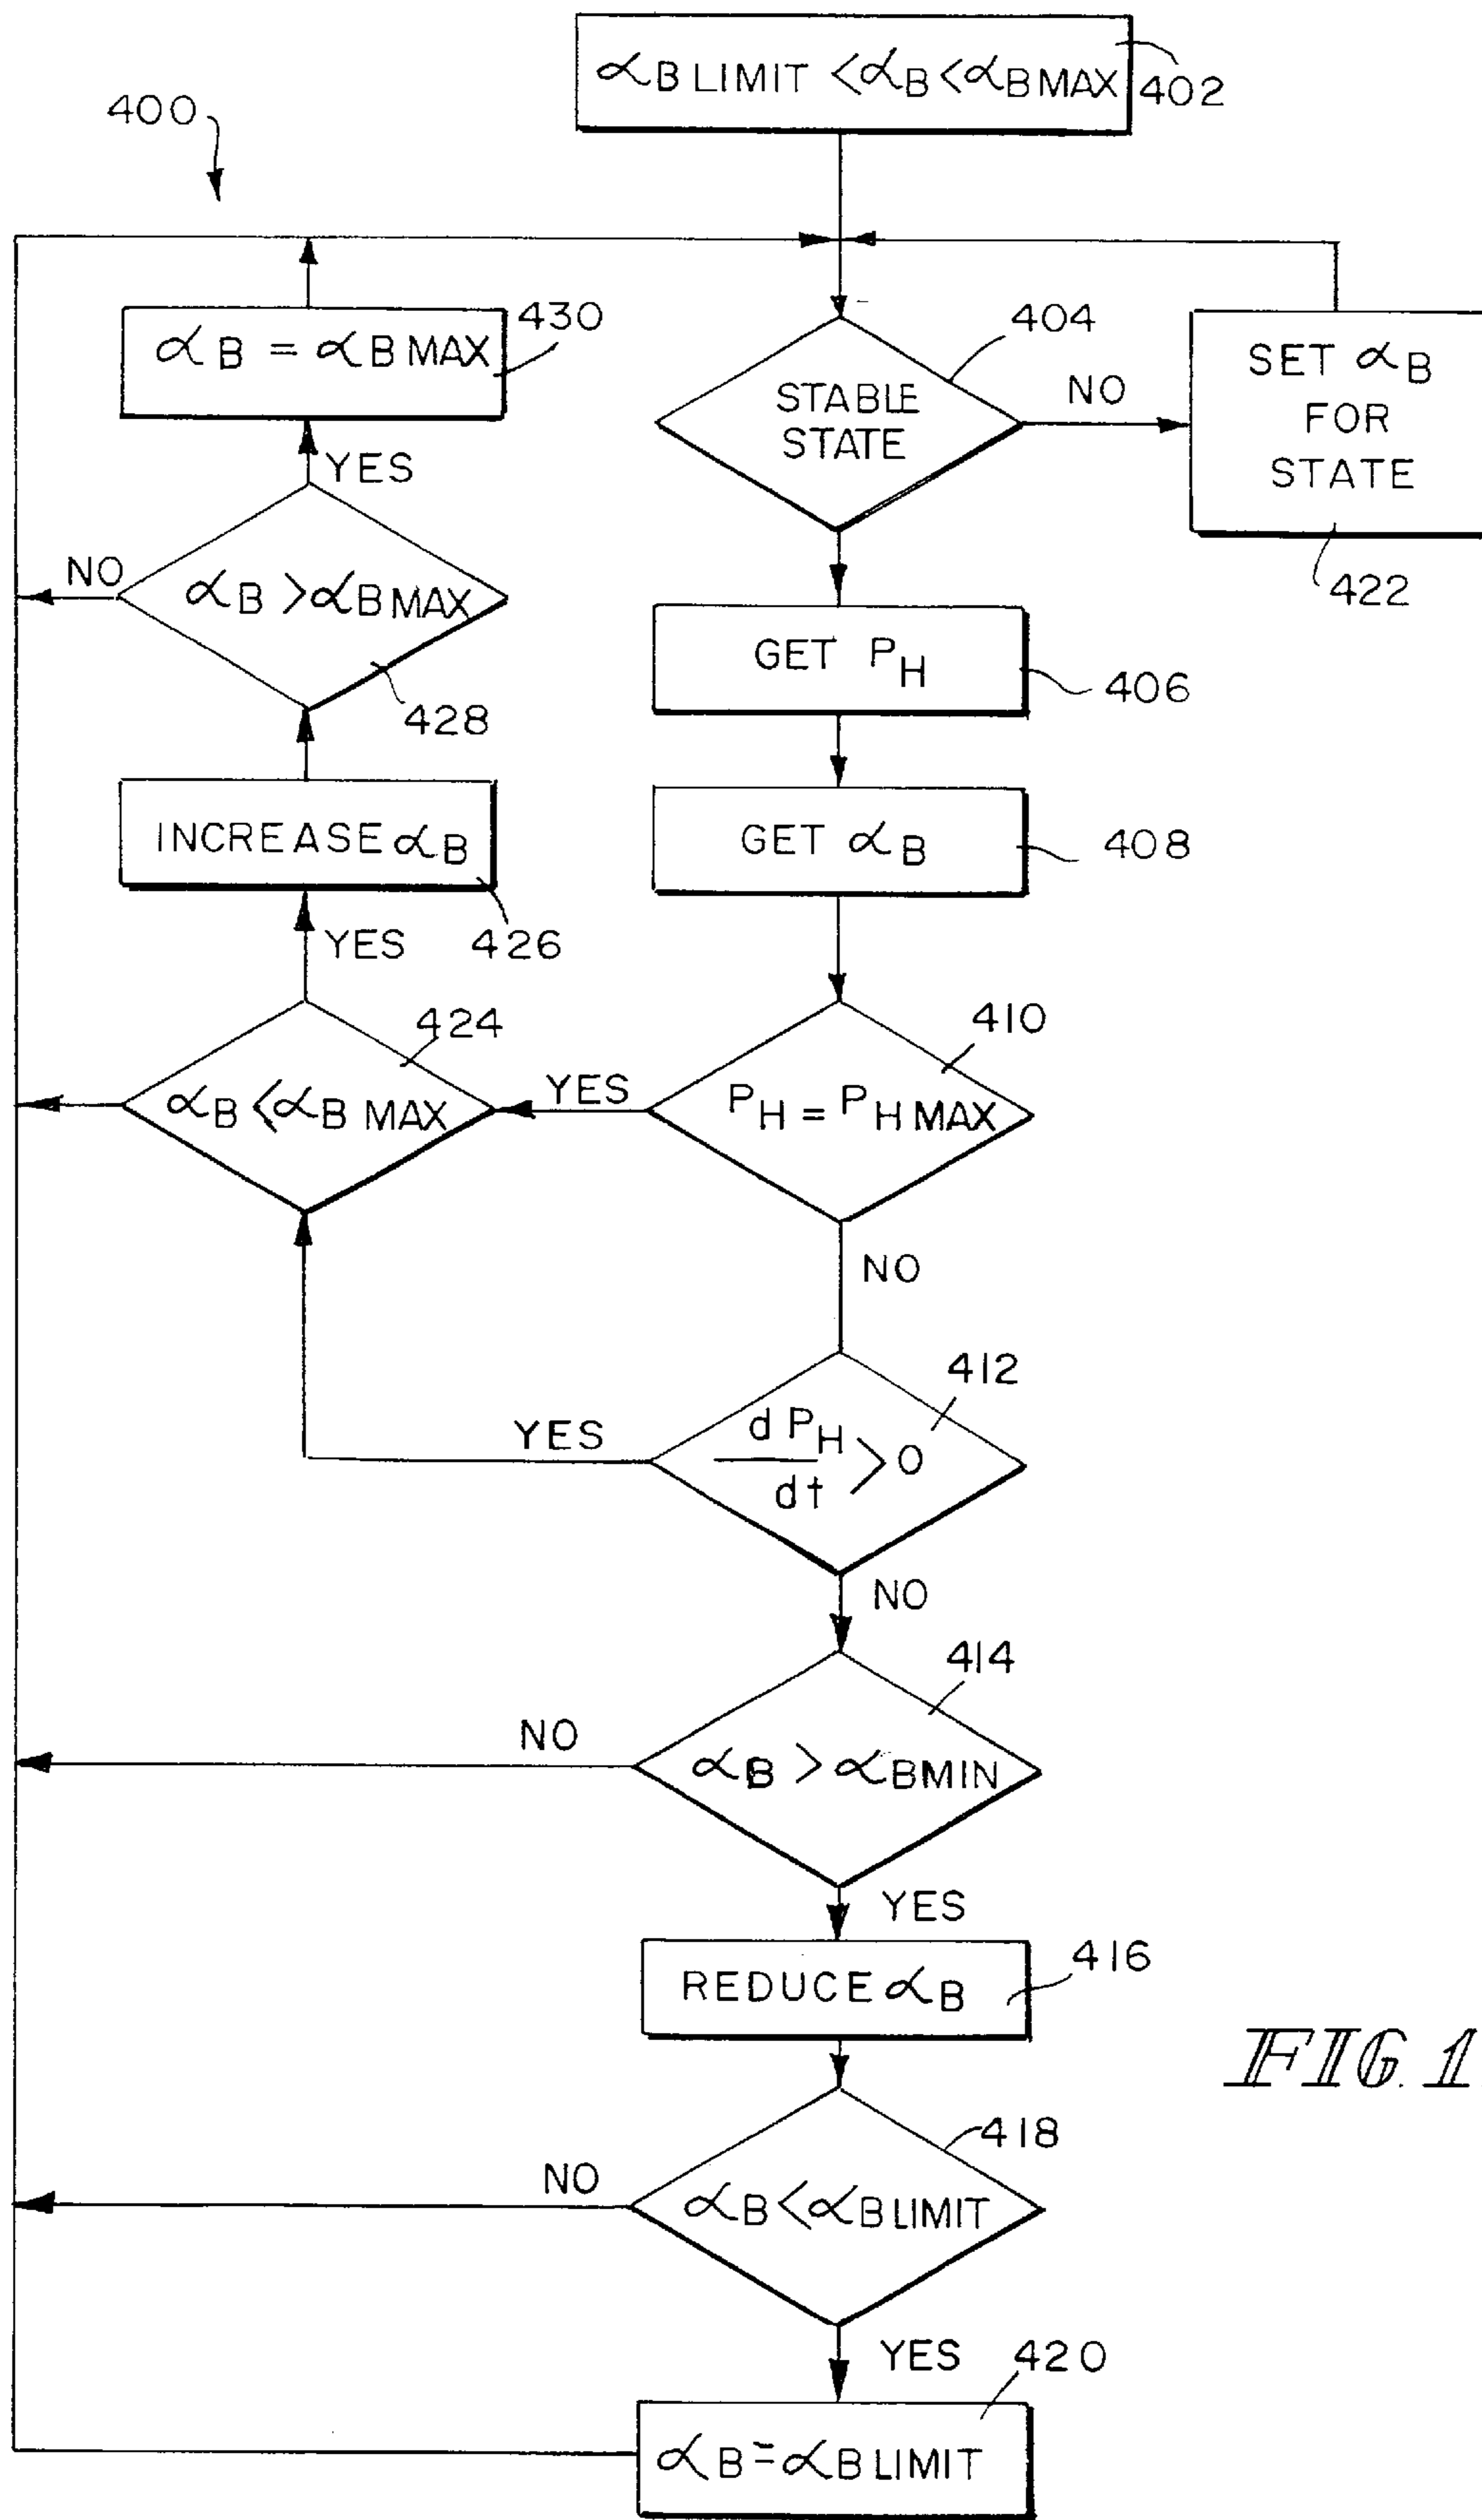 αB LIMIT < αB < αB MAX
402
400
430
αB = αB MAX
404
STABLE
STATE
NO
SET αB
FOR
STATE
422
YES
NO
αB > αB MAX
428
GET PH
406
INCREASE αB
426
GET αB
408
YES
424
αB < αB MAX
YES
410
PH = PH MAX
NO
412
YES
dPH
dt > 0
NO
414
NO
αB > αBMIN
YES
REDUCE αB
416
418
NO
αB < αB LIMIT
YES
420
αB = αB LIMIT
FIG. 1